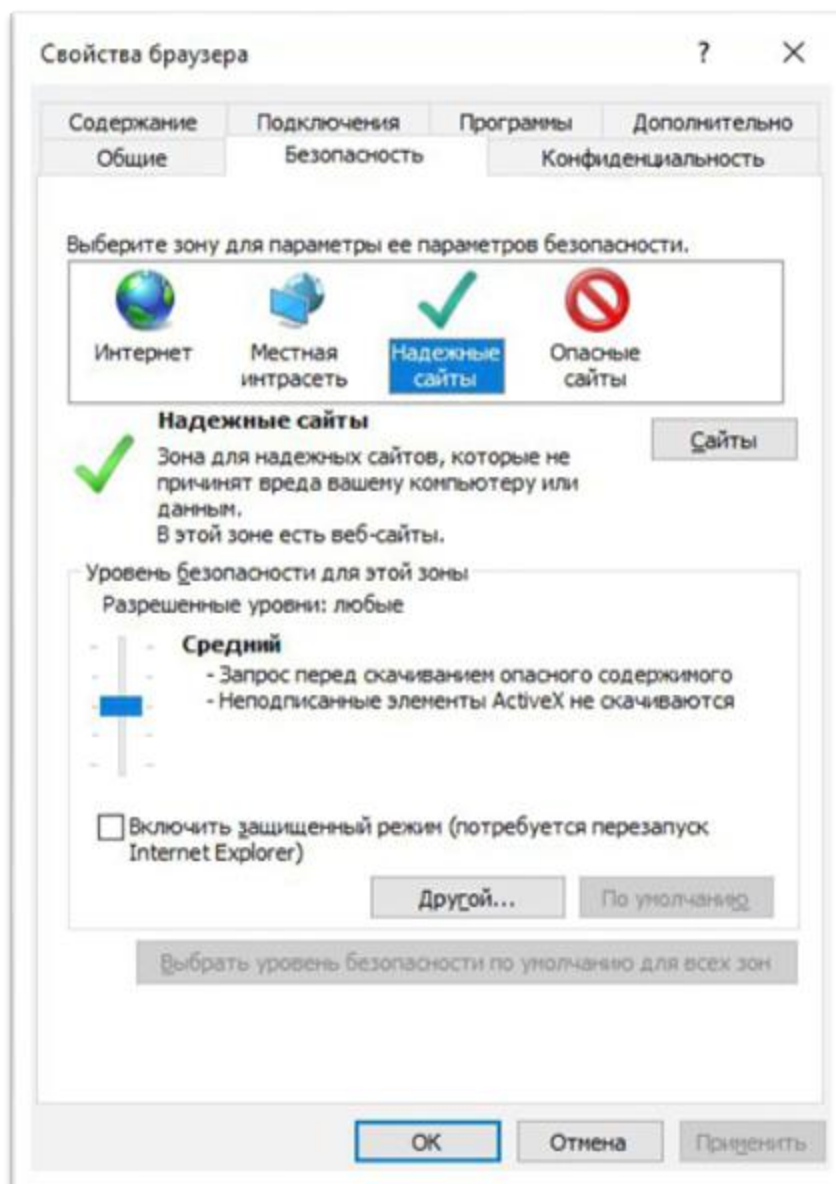 Свойства браузера ? ×
Содержание Подключения Программы Дополнительно
Общие Безопасность Конфиденциальность
Выберите зону для параметры ее параметров безопасности.
Интернет Местная интрасеть Надежные сайты Опасные сайты
Надежные сайты
Сайты
Зона для надежных сайтов, которые не
причинят вреда вашему компьютеру или
данным.
В этой зоне есть веб-сайты.
Уровень безопасности для этой зоны
Разрешенные уровни: любые
Средний
- Запрос перед скачиванием опасного содержимого
- Неподписанные элементы ActiveX не скачиваются
Включить защищенный режим (потребуется перезапуск
Internet Explorer)
Другой... По умолчанию
Выбрать уровень безопасности по умолчанию для всех зон
ОК Отмена Применить